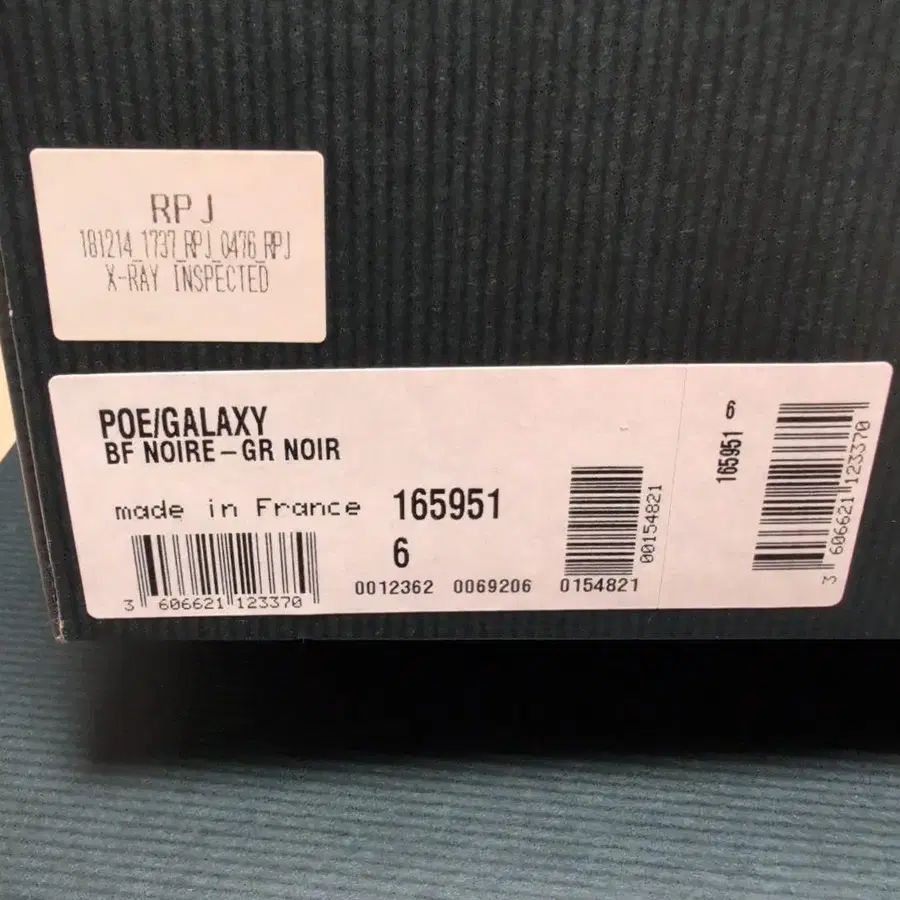 RPJ
181214_1737_RPJ_0476_RPJ
X-RAY INSPECTED
POE/GALAXY
BF NOIRE–GR NOIR
made in France 165951
6
3 606621 123370
0012362 0069206 0154821
00154821
6
165951
3 606621 123370